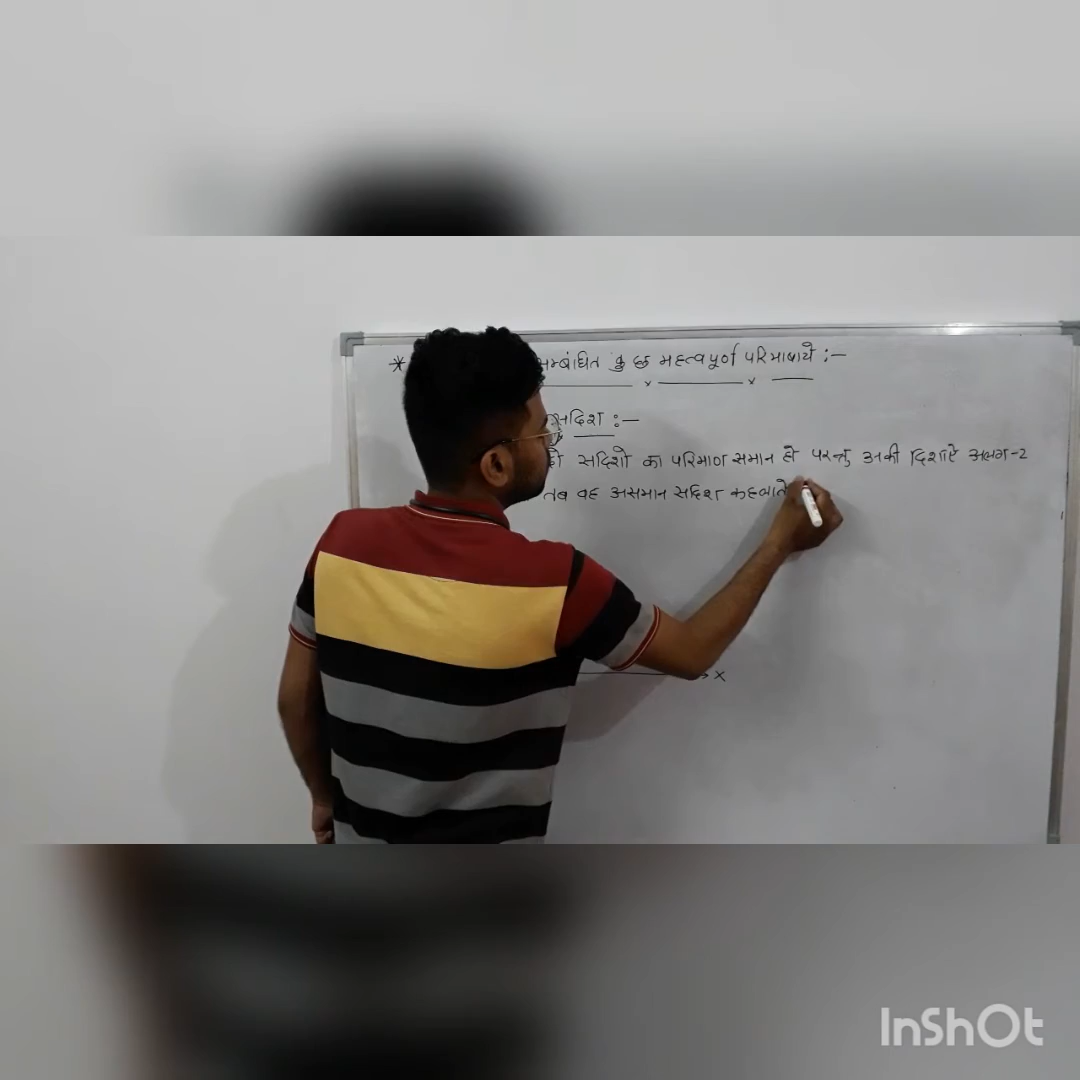 * सम्बंधित कुछ महत्वपूर्ण परिभाषाये :-
सदिश :-
दो सदिशो का परिमाण समान हो परन्तु उनकी दिशाऐ अलग-2
तब वह असमान सदिश कहलाते
X
InShOt